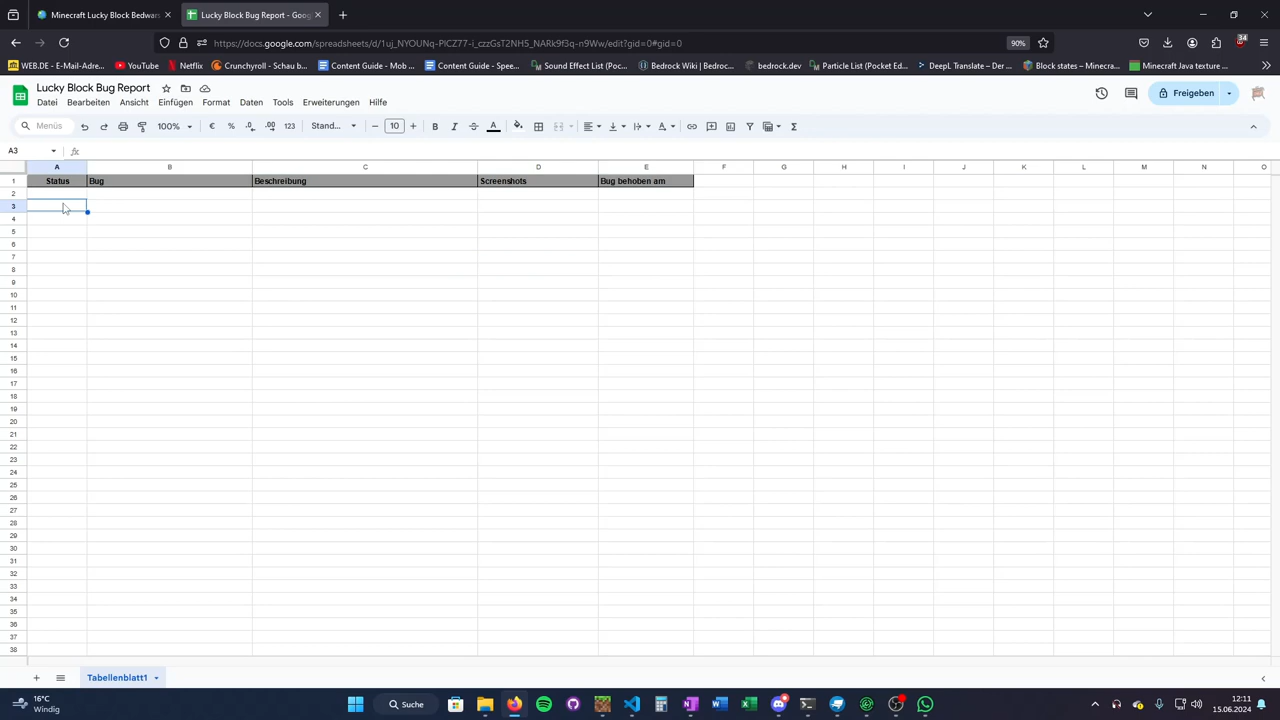 Minecraft Lucky Block Bedwars
Lucky Block Bug Report - Goog
https://docs.google.com/spreadsheets/d/1uj_NYOUNq-PICZ77-i_czzGsT2NHS_NARk9f3q-n9Ww/edit?gid=0#gid=0
90%
34
WEB.DE - E-Mail-Adre...
YouTube
Netflix
Crunchyroll - Schau b...
Content Guide - Mob ...
Content Guide - Spee...
Sound Effect List (Poc...
Bedrock Wiki | Bedroc...
bedrock.dev
Particle List (Pocket Ed...
DeepL Translate – Der...
Block states – Minecra...
Minecraft Java texture ...
Lucky Block Bug Report
Datei Bearbeiten Ansicht Einfügen Format Daten Tools Erweiterungen Hilfe
Freigeben
Menüs
100%
€ % .0 .00 123
Stand...
10
B I A
A3
fx
A B C D E F G H I J K L M N O
1 Status Bug Beschreibung Screenshots Bug behoben am
2
3
4
5
6
7
8
9
10
11
12
13
14
15
16
17
18
19
20
21
22
23
24
25
26
27
28
29
30
31
32
33
34
35
36
37
38
Tabellenblatt1
16°C
Windig
Suche
12:11
15.06.2024